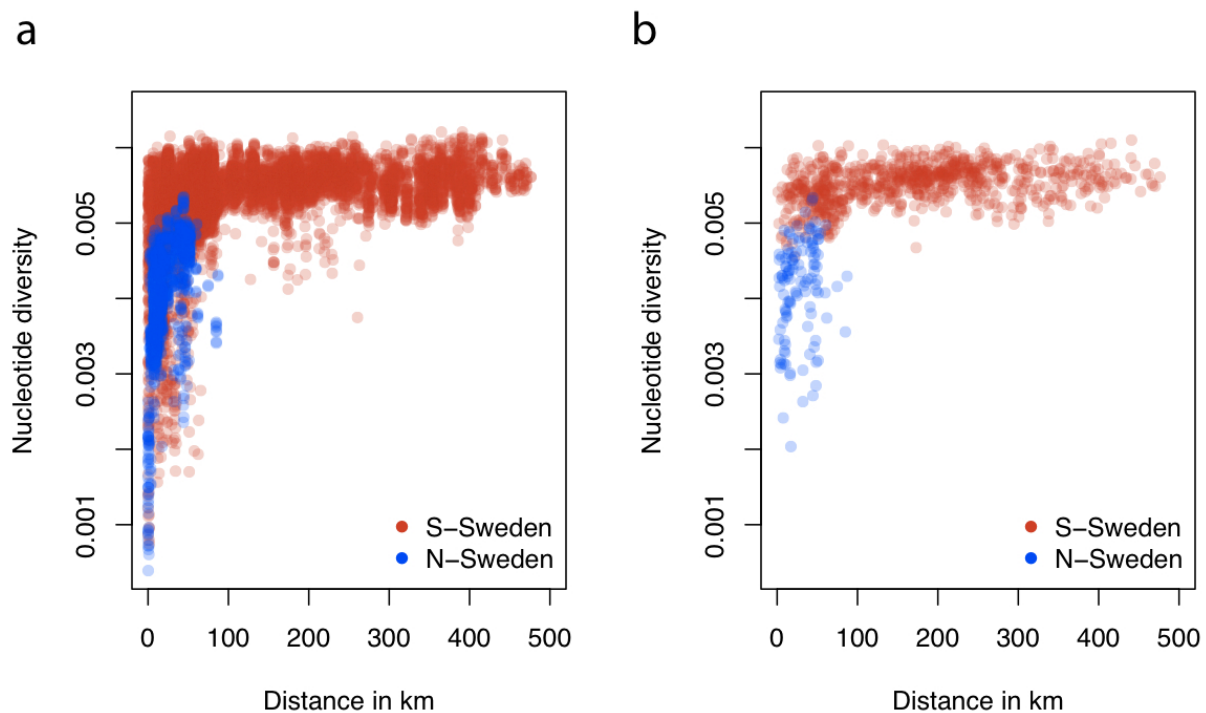 a
Nucleotide diversity
0.005
0.003
0.001
S−Sweden
N−Sweden
0 100 200 300 400 500
Distance in km
b
Nucleotide diversity
0.005
0.003
0.001
S−Sweden
N−Sweden
0 100 200 300 400 500
Distance in km